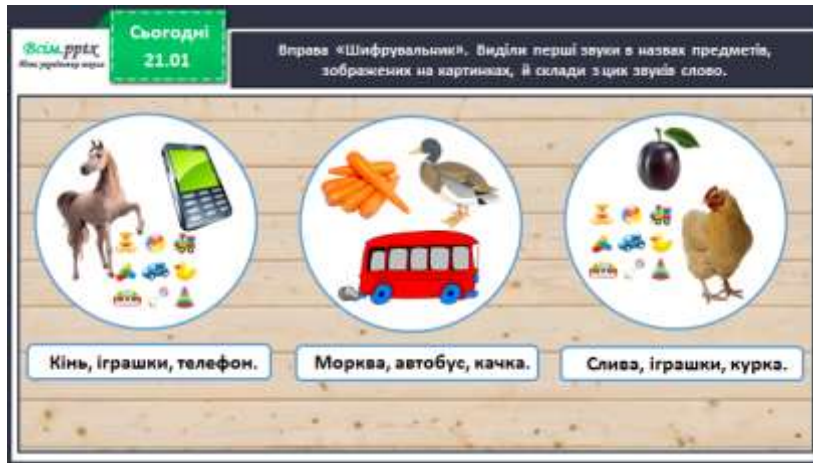 Всім.pptx
Сьогодні
21.01
Вправа «Шифрувальник». Виділи перші звуки в назвах предметів,
зображених на картинках, й склади з цих звуків слово.
Кінь, іграшки, телефон.
Морква, автобус, качка.
Слива, іграшки, курка.